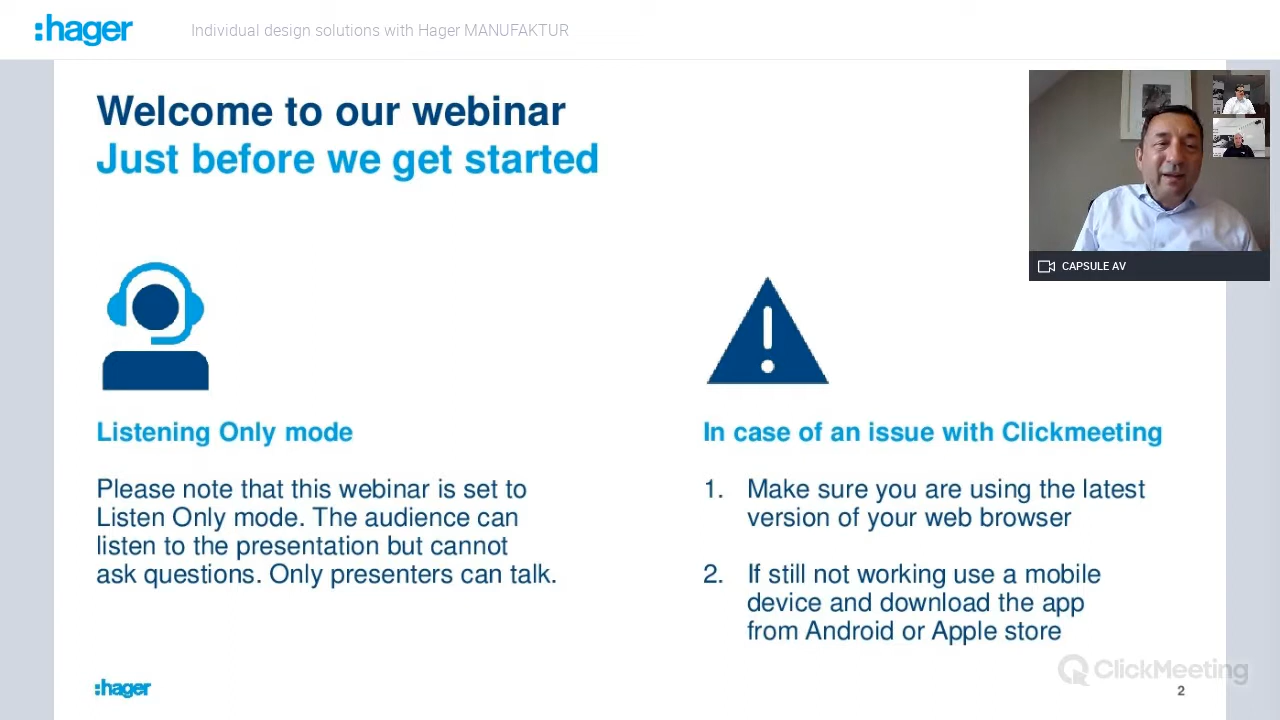 :hager
Individual design solutions with Hager MANUFAKTUR
Welcome to our webinar
Just before we get started
CAPSULE AV
Listening Only mode
Please note that this webinar is set to
Listen Only mode. The audience can
listen to the presentation but cannot
ask questions. Only presenters can talk.
In case of an issue with Clickmeeting
1. Make sure you are using the latest
version of your web browser
2. If still not working use a mobile
device and download the app
from Android or Apple store
:hager
ClickMeeting
2